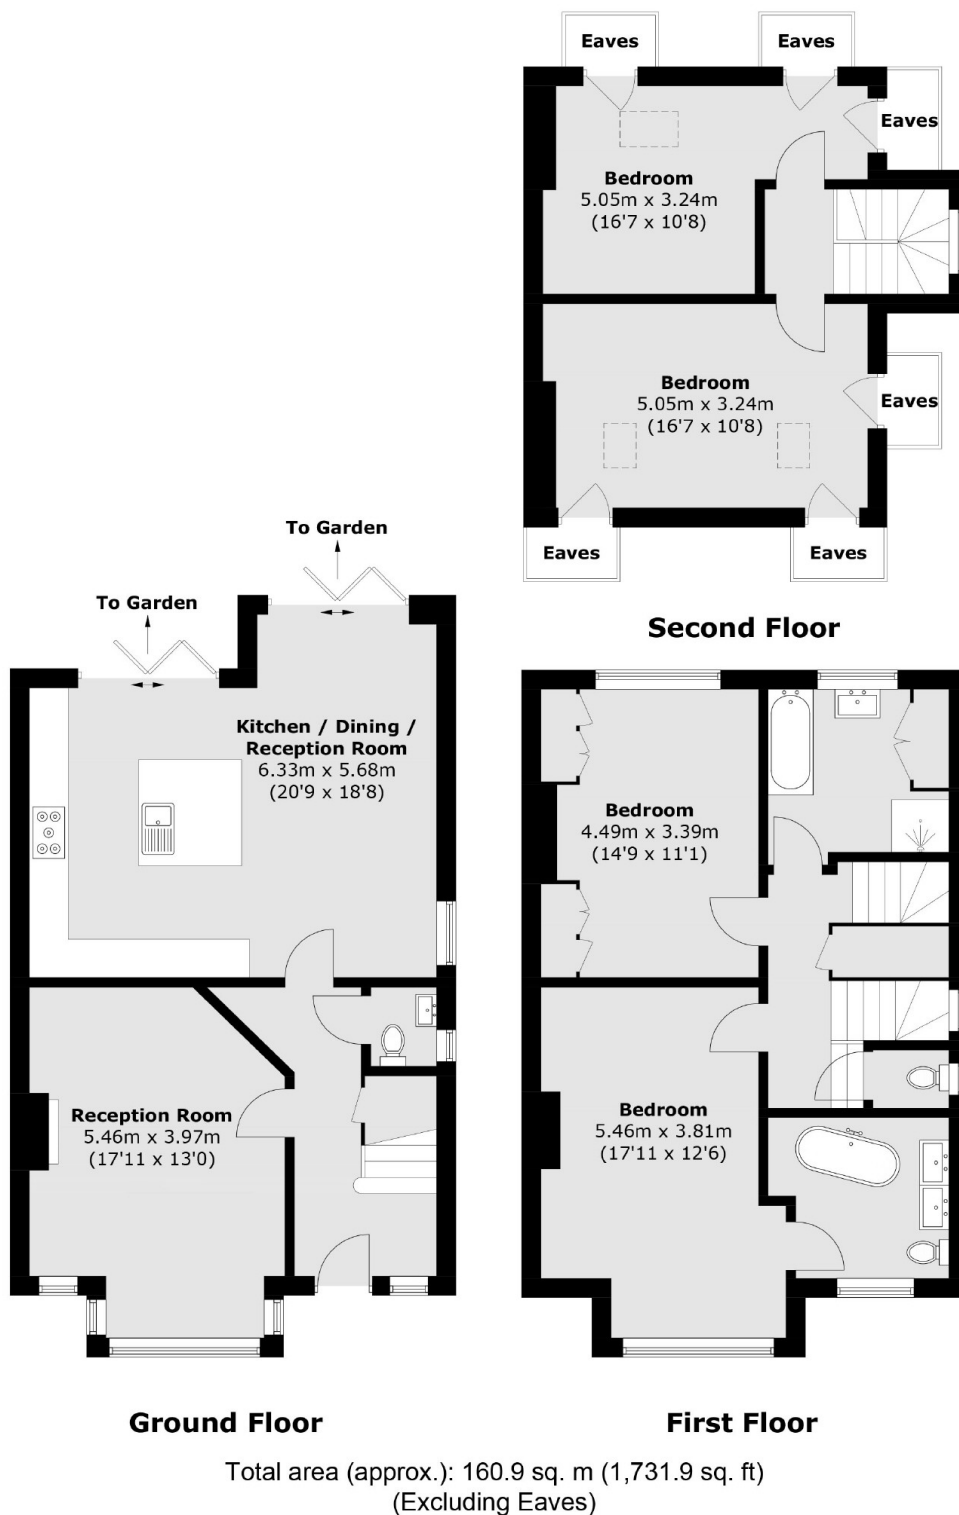 Eaves
Eaves
Eaves
Bedroom
5.05m x 3.24m
(16'7 x 10'8)
Bedroom
5.05m x 3.24m
(16'7 x 10'8)
Eaves
Eaves
Eaves
Second Floor
To Garden
To Garden
Kitchen / Dining /
Reception Room
6.33m x 5.68m
(20'9 x 18'8)
Reception Room
5.46m x 3.97m
(17'11 x 13'0)
Ground Floor
Bedroom
4.49m x 3.39m
(14'9 x 11'1)
Bedroom
5.46m x 3.81m
(17'11 x 12'6)
First Floor
Total area (approx.): 160.9 sq. m (1,731.9 sq. ft)
(Excluding Eaves)